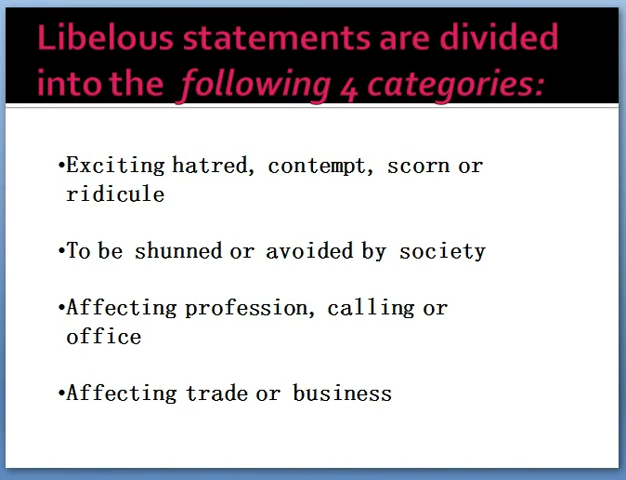 Libelous statements are divided
into the following 4 categories:
•Exciting hatred, contempt, scorn or
ridicule
•To be shunned or avoided by society
•Affecting profession, calling or
office
•Affecting trade or business